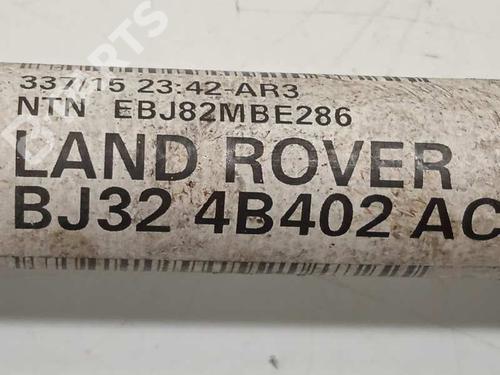 337/15 23:42-AR3
NTN EBJ82MBE286
LAND ROVER
BJ32 4B402 AC